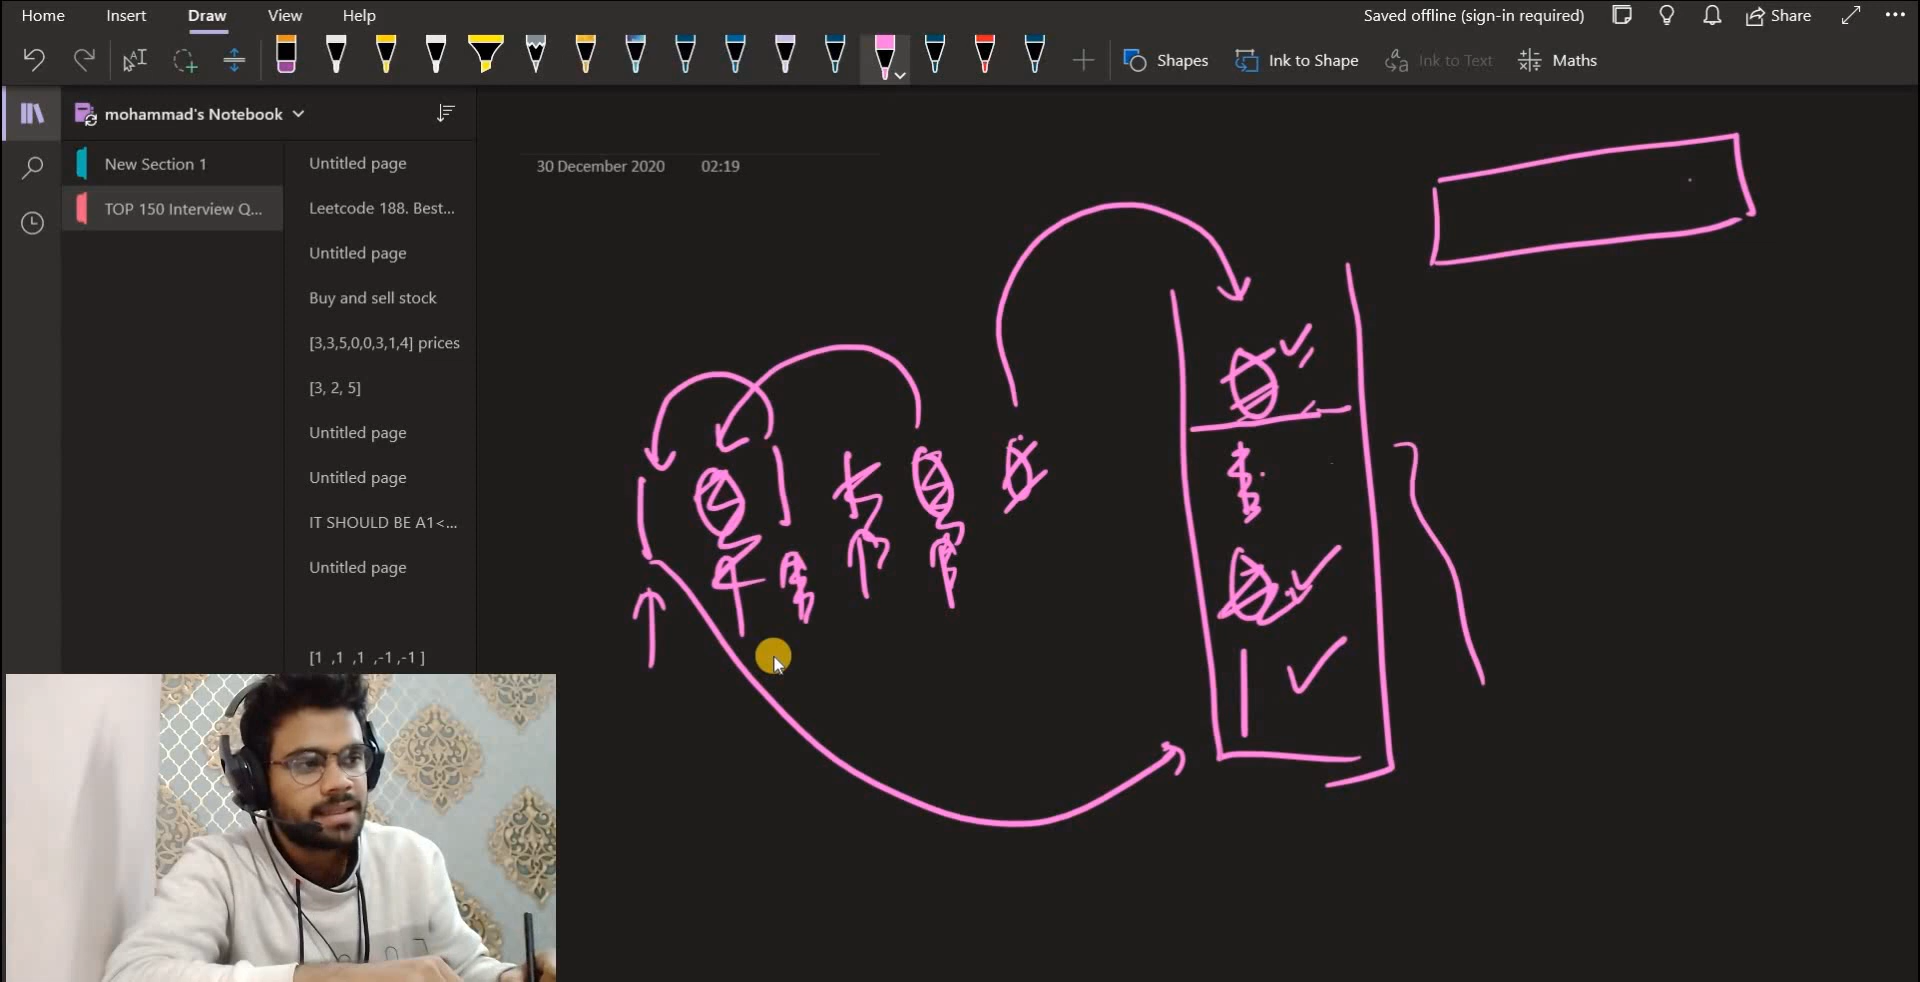 Home Insert Draw View Help
Saved offline (sign-in required) Share
Shapes Ink to Shape Ink to Text Maths
mohammad's Notebook
New Section 1
TOP 150 Interview Q...
Untitled page
Leetcode 188. Best...
Untitled page
Buy and sell stock
[3,3,5,0,0,3,1,4] prices
[3, 2, 5]
Untitled page
Untitled page
IT SHOULD BE A1<...
Untitled page
[1 ,1 ,1 ,-1 ,-1 ]
30 December 2020 02:19